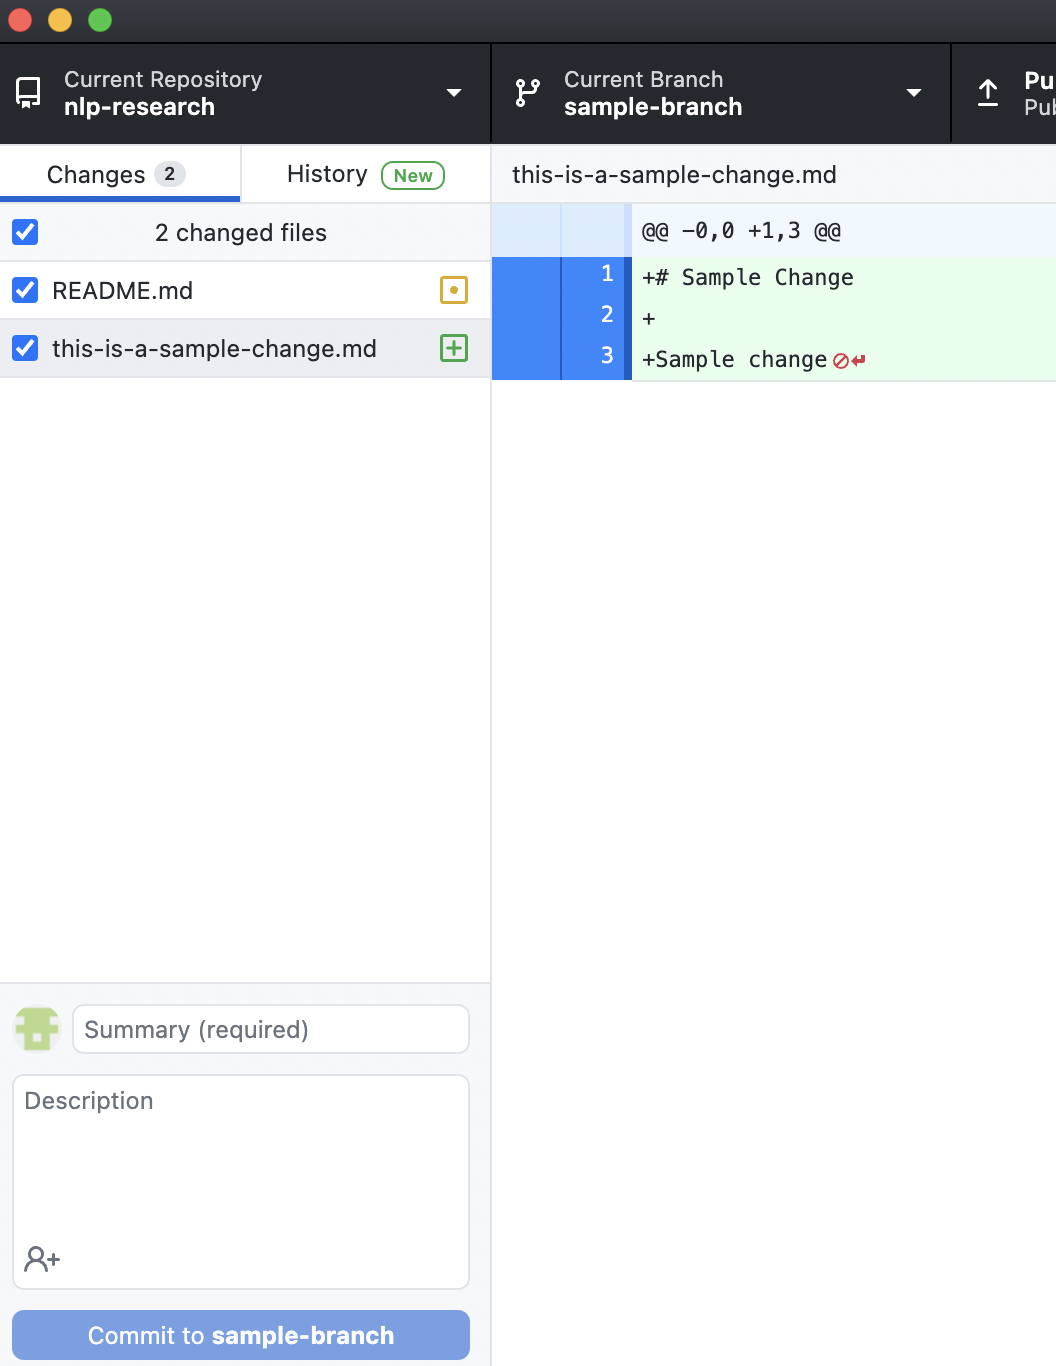 Current Repository
nlp-research
Current Branch
sample-branch
Changes 2
History New
this-is-a-sample-change.md
2 changed files
README.md
this-is-a-sample-change.md
@@ -0,0 +1,3 @@
1 +# Sample Change
2 +
3 +Sample change
Summary (required)
Description
Commit to sample-branch